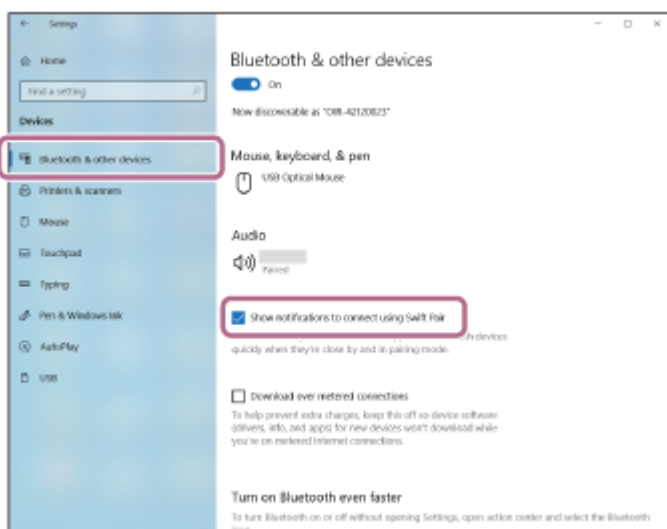 Settings
Home
Find a setting
Devices
Bluetooth & other devices
Printers & scanners
Mouse
Touchpad
Typing
Pen & Windows Ink
AutoPlay
USB
Bluetooth & other devices
On
Now discoverable as
Mouse, keyboard, & pen
USB Optical Mouse
Audio
Paired
Show notifications to connect using Swift Pair
devices
quickly when they're close by and in pairing mode.
Download over metered connections
To help prevent extra charges, keep this off so device software
(drivers, info, and apps) for new devices won't download while
you're on metered Internet connections.
Turn on Bluetooth even faster
To turn Bluetooth on or off without opening Settings, open action center and select the Bluetooth